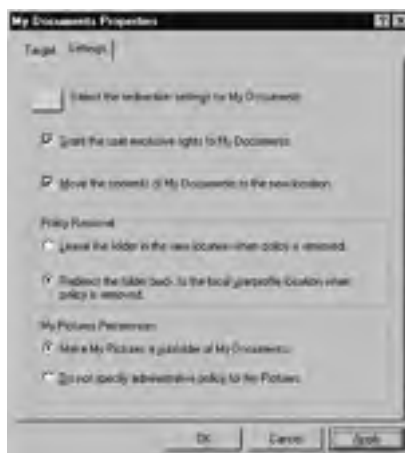 My Documents Properties
Target Settings
Select the redirection settings for My Documents
Grant the user exclusive rights to My Documents.
Move the contents of My Documents to the new location.
Policy Removal
Leave the folder in the new location when policy is removed.
Redirect the folder back to the local userprofile location when
policy is removed.
My Pictures Preferences
Make My Pictures a subfolder of My Documents.
Do not specify administrative policy for My Pictures.
OK Cancel Apply